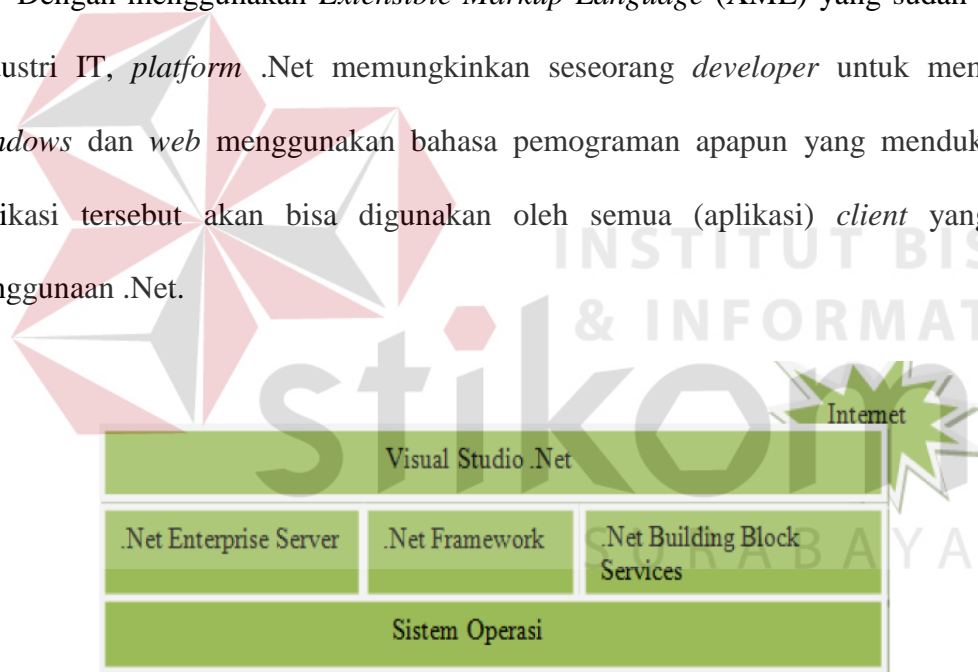 Dengan menggunakan Extensible Markup Language (XML) yang sudah
ustri IT, platform .Net memungkinkan seseorang developer untuk mem
ndows dan web menggunakan bahasa pemograman apapun yang menduk
ikasi tersebut akan bisa digunakan oleh semua (aplikasi) client yang
nggunaan .Net.
INSTITUT BIS
& INFORMAT
stikom
SURABAYA
Internet
Visual Studio .Net
.Net Enterprise Server
.Net Framework
.Net Building Block
Services
Sistem Operasi